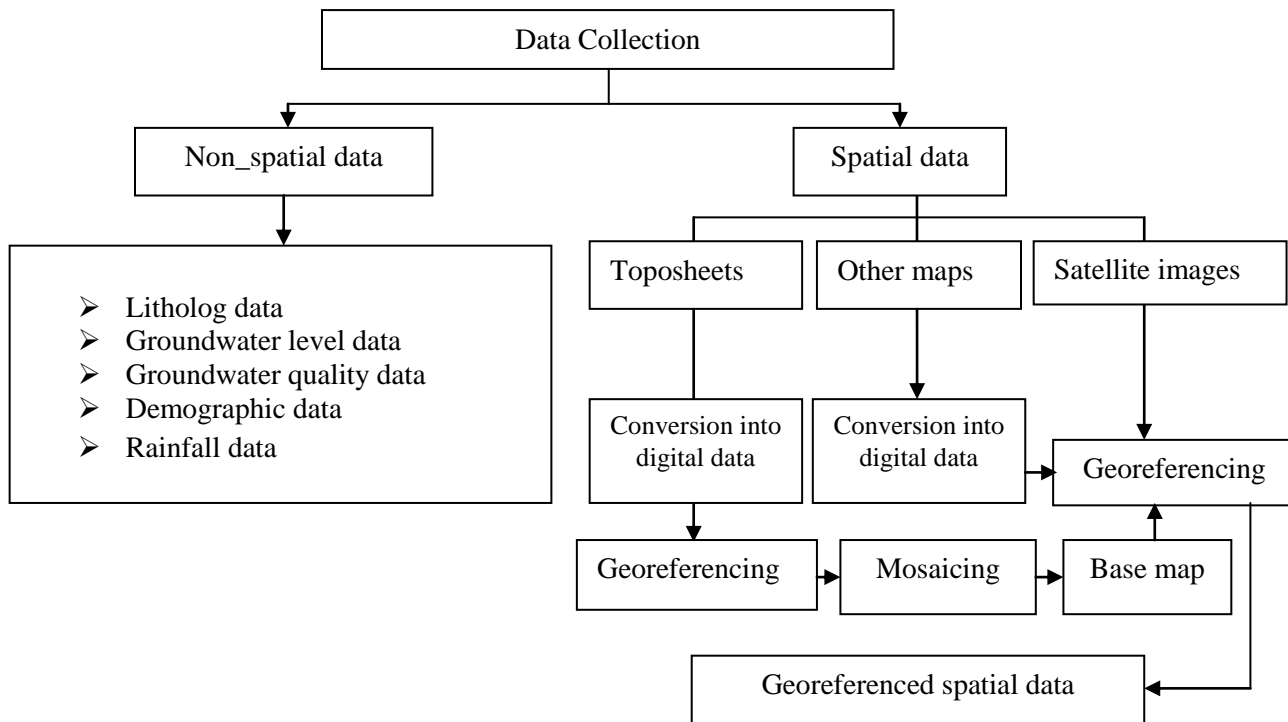 Data Collection
Non_spatial data
Spatial data
Toposheets
Other maps
Satellite images
➢ Litholog data
➢ Groundwater level data
➢ Groundwater quality data
➢ Demographic data
➢ Rainfall data
Conversion into
digital data
Conversion into
digital data
Georeferencing
Georeferencing
Mosaicing
Base map
Georeferenced spatial data